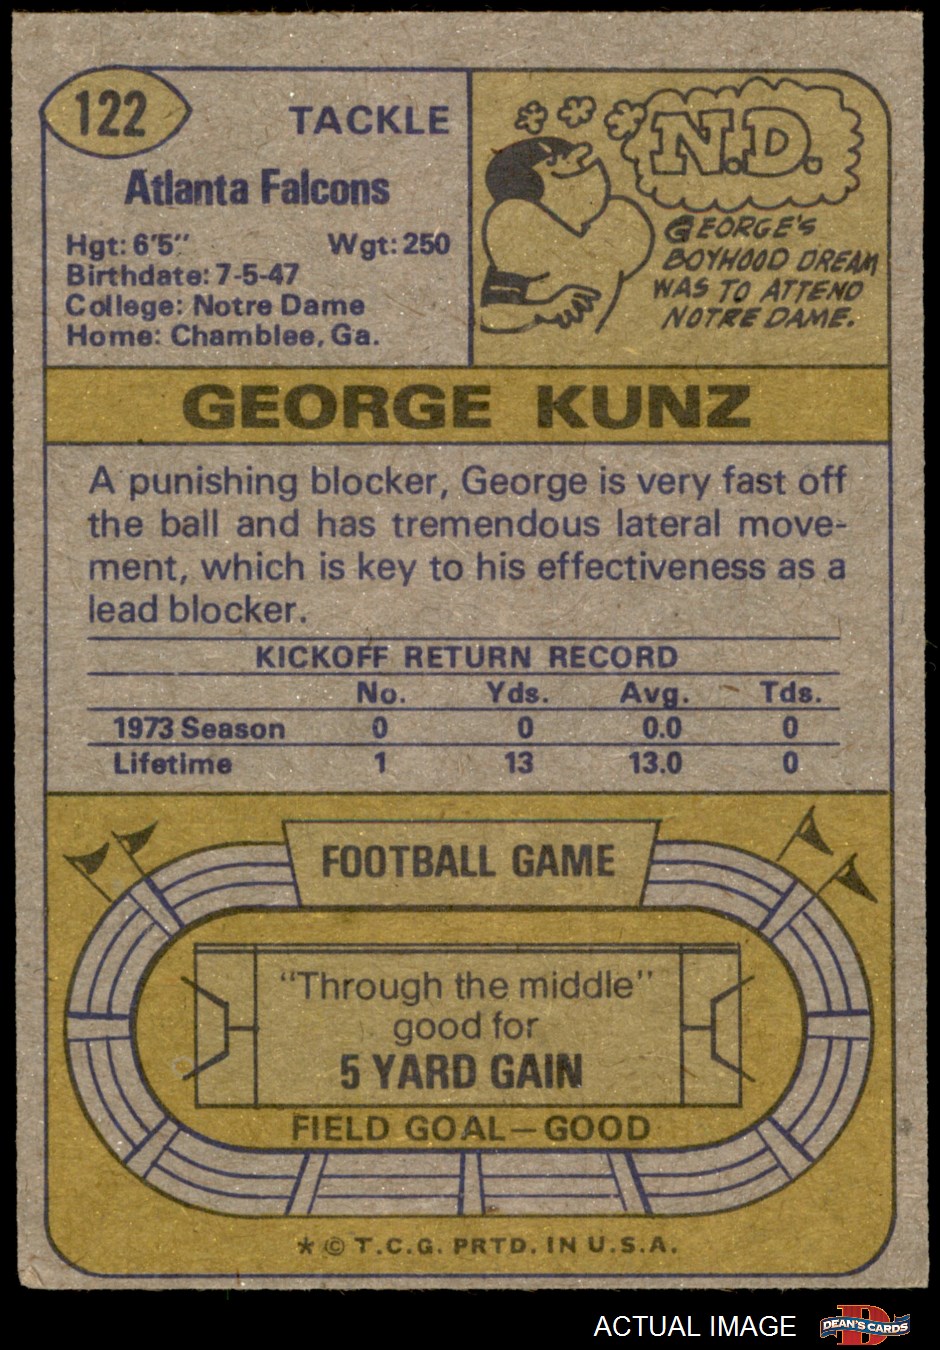 122
TACKLE
Atlanta Falcons
Hgt: 6'5" Wgt: 250
Birthdate: 7-5-47
College: Notre Dame
Home: Chamblee, Ga.
N.D.
GEORGE'S
BOYHOOD DREAM
WAS TO ATTEND
NOTRE DAME.
GEORGE KUNZ
A punishing blocker, George is very fast off
the ball and has tremendous lateral move-
ment, which is key to his effectiveness as a
lead blocker.
KICKOFF RETURN RECORD
No. Yds. Avg. Tds.
1973 Season 0 0 0.0 0
Lifetime 1 13 13.0 0
FOOTBALL GAME
"Through the middle"
good for
5 YARD GAIN
FIELD GOAL—GOOD
* © T.C.G. PRTD. IN U.S.A.
ACTUAL IMAGE
D
DEAN'S CARDS